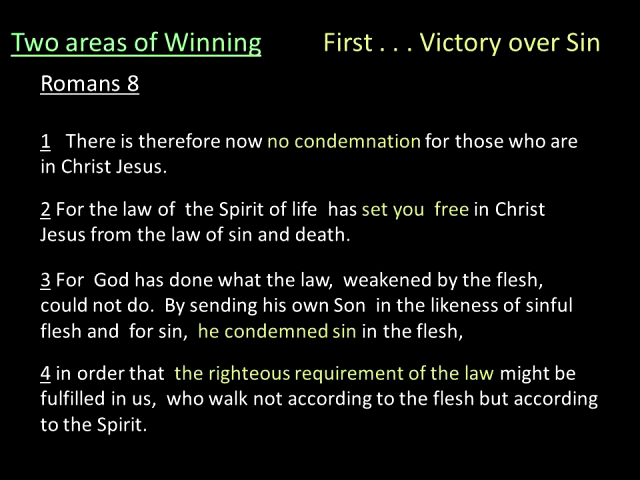 Two areas of Winning First . . . Victory over Sin
Romans 8
1 There is therefore now no condemnation for those who are
in Christ Jesus.
2 For the law of the Spirit of life has set you free in Christ
Jesus from the law of sin and death.
3 For God has done what the law, weakened by the flesh,
could not do. By sending his own Son in the likeness of sinful
flesh and for sin, he condemned sin in the flesh,
4 in order that the righteous requirement of the law might be
fulfilled in us, who walk not according to the flesh but according
to the Spirit.